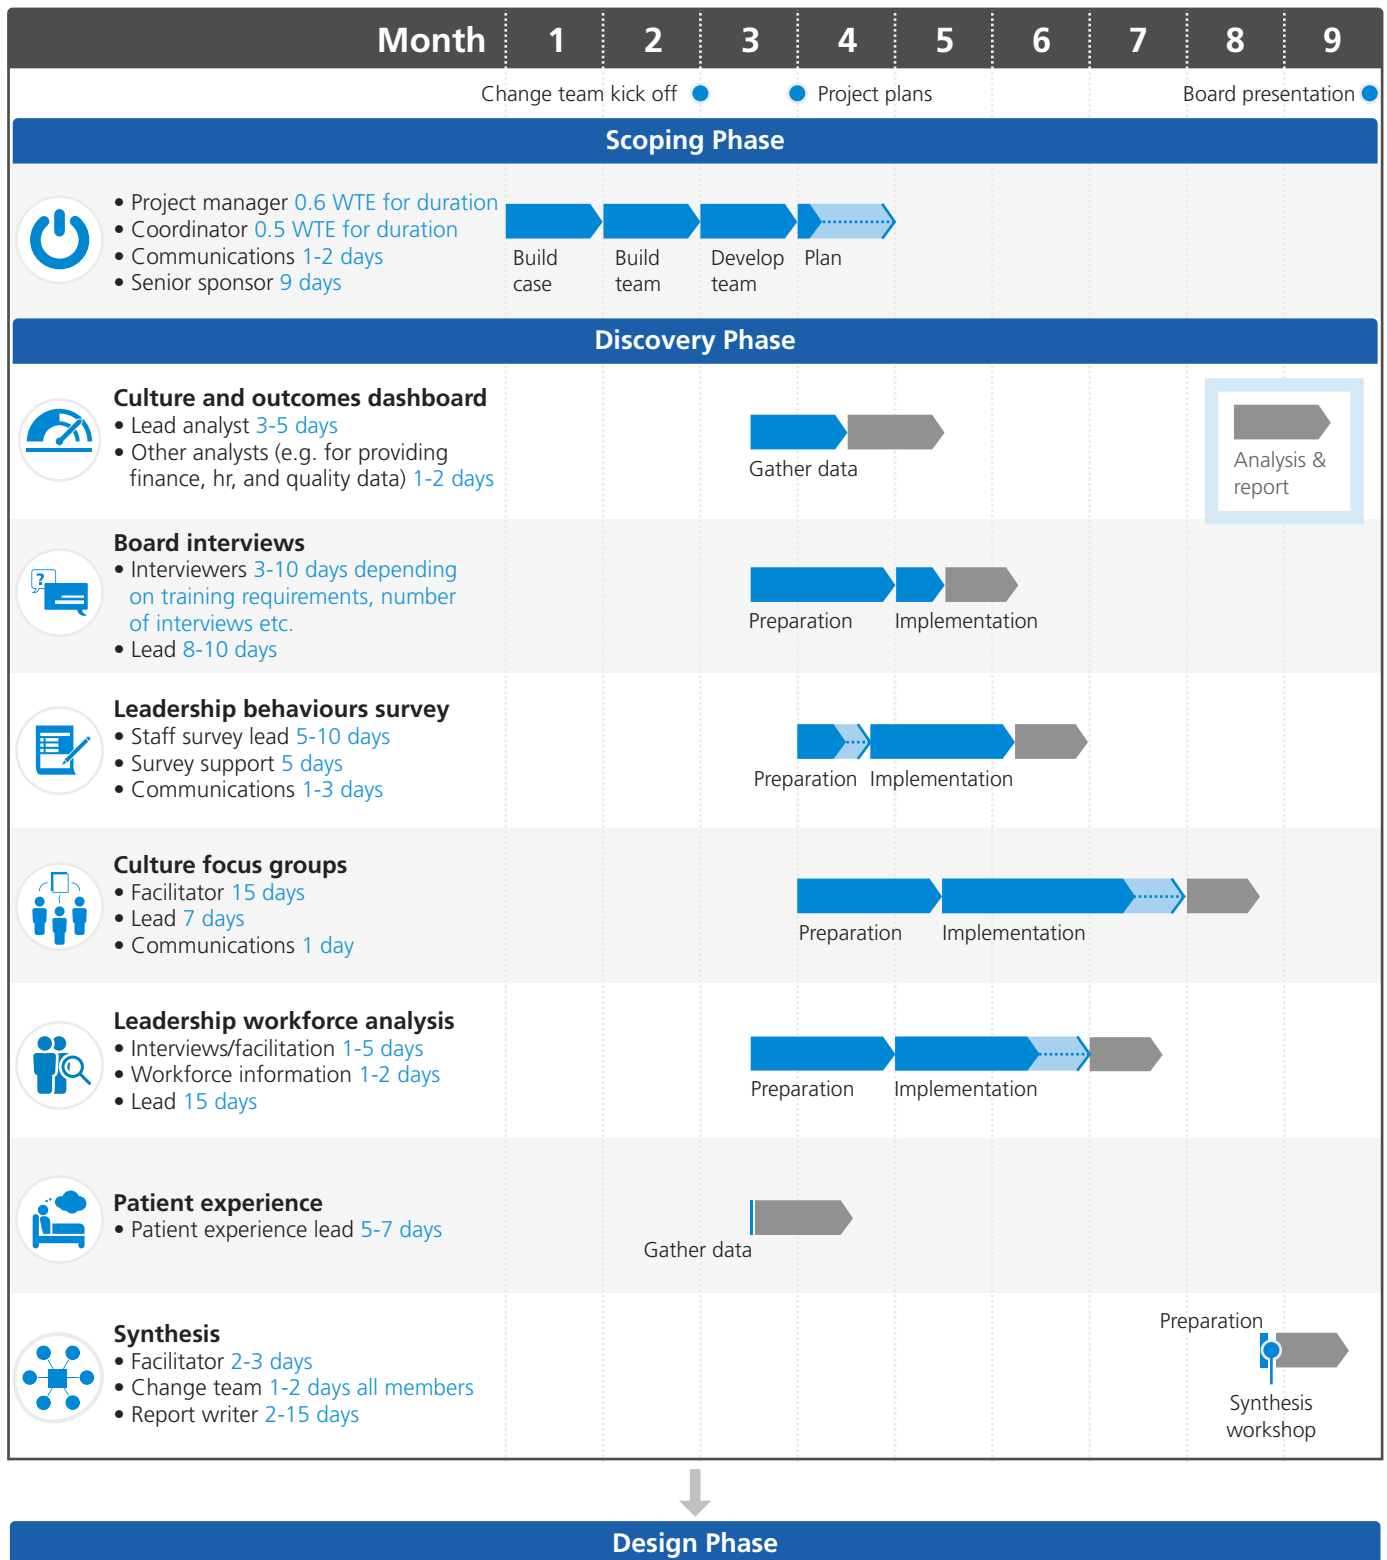 Month 1 2 3 4 5 6 7 8 9
Change team kick off Project plans Board presentation
Scoping Phase
• Project manager 0.6 WTE for duration
• Coordinator 0.5 WTE for duration
• Communications 1-2 days
• Senior sponsor 9 days
Build
case
Build
team
Develop
team
Plan
Discovery Phase
Culture and outcomes dashboard
• Lead analyst 3-5 days
• Other analysts (e.g. for providing
finance, hr, and quality data) 1-2 days
Gather data
Analysis &
report
Board interviews
• Interviewers 3-10 days depending
on training requirements, number
of interviews etc.
• Lead 8-10 days
Preparation Implementation
Leadership behaviours survey
• Staff survey lead 5-10 days
• Survey support 5 days
• Communications 1-3 days
Preparation Implementation
Culture focus groups
• Facilitator 15 days
• Lead 7 days
• Communications 1 day
Preparation Implementation
Leadership workforce analysis
• Interviews/facilitation 1-5 days
• Workforce information 1-2 days
• Lead 15 days
Preparation Implementation
Patient experience
• Patient experience lead 5-7 days
Gather data
Synthesis
• Facilitator 2-3 days
• Change team 1-2 days all members
• Report writer 2-15 days
Preparation
Synthesis
workshop
Design Phase
?